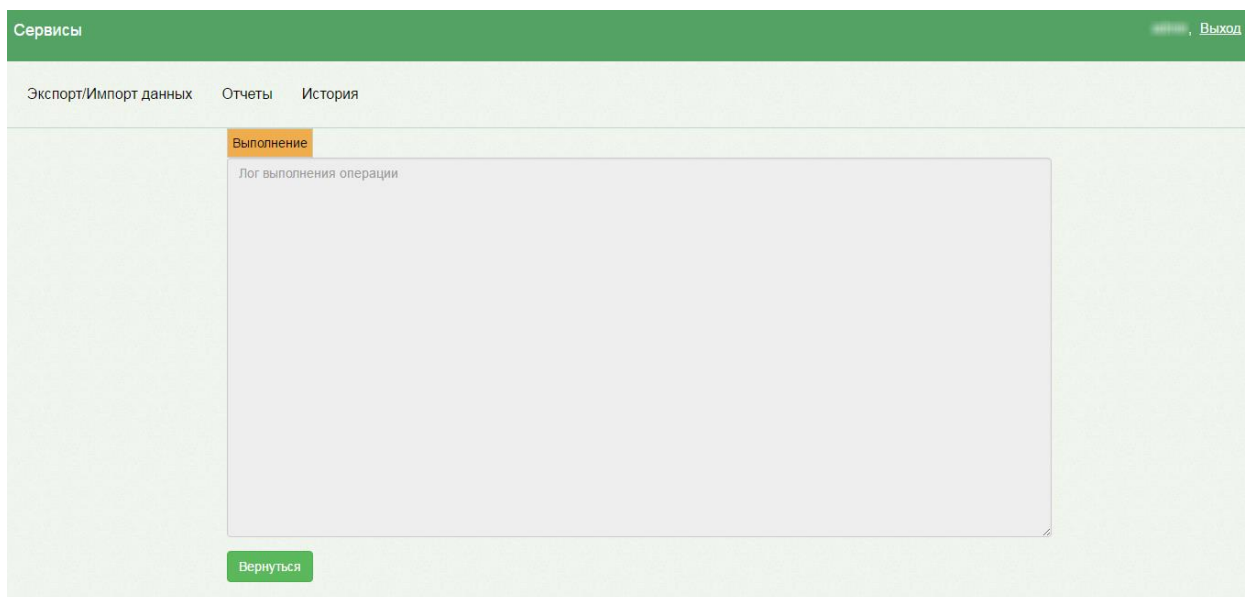 Сервисы
, Выход
Экспорт/Импорт данных Отчеты История
Выполнение
Лог выполнения операции
Вернуться